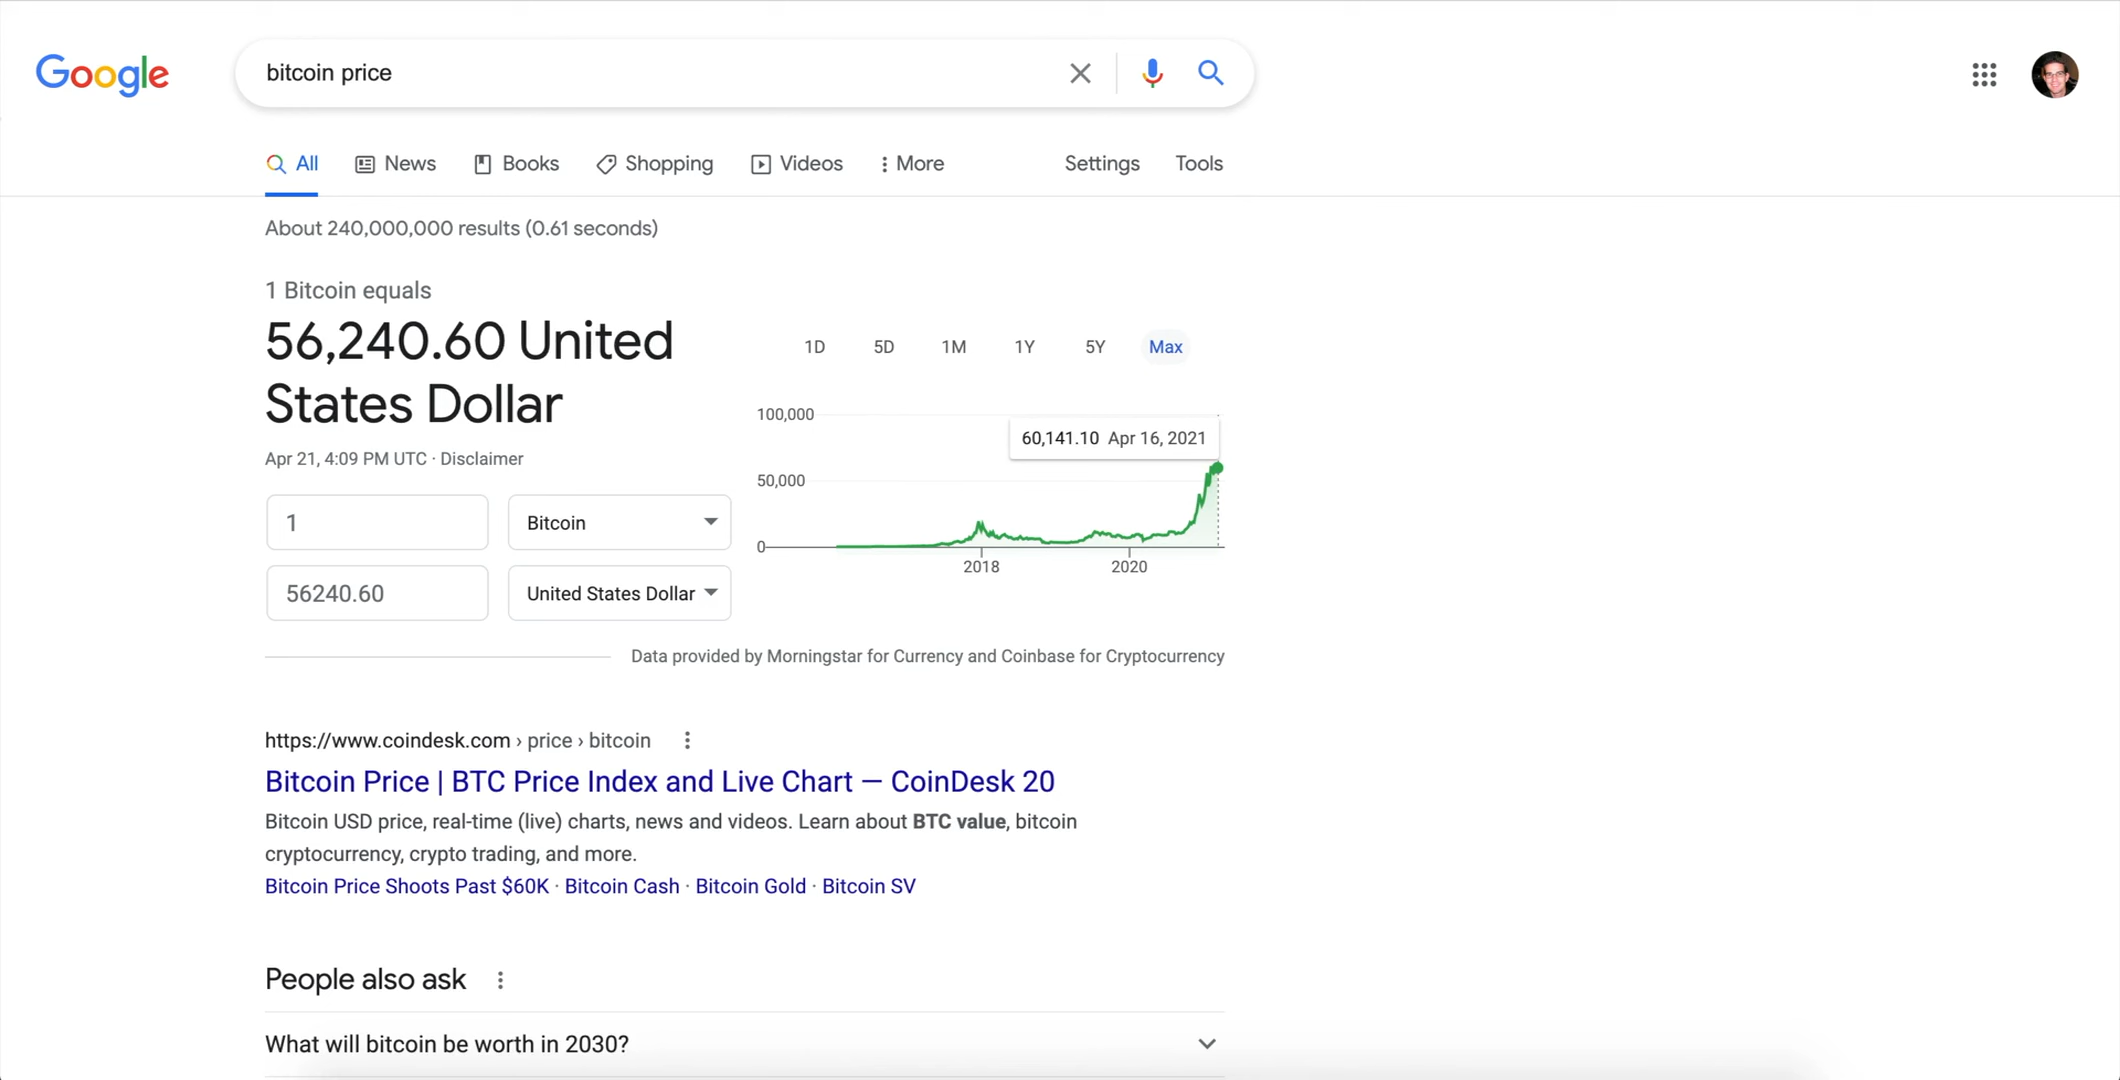 Google
bitcoin price
All News Books Shopping Videos More Settings Tools
About 240,000,000 results (0.61 seconds)
1 Bitcoin equals
56,240.60 United
States Dollar
Apr 21, 4:09 PM UTC · Disclaimer
1 Bitcoin
56240.60 United States Dollar
1D 5D 1M 1Y 5Y Max
100,000
60,141.10 Apr 16, 2021
50,000
0
2018 2020
Data provided by Morningstar for Currency and Coinbase for Cryptocurrency
https://www.coindesk.com › price › bitcoin
Bitcoin Price | BTC Price Index and Live Chart — CoinDesk 20
Bitcoin USD price, real-time (live) charts, news and videos. Learn about BTC value, bitcoin
cryptocurrency, crypto trading, and more.
Bitcoin Price Shoots Past $60K · Bitcoin Cash · Bitcoin Gold · Bitcoin SV
People also ask
What will bitcoin be worth in 2030?